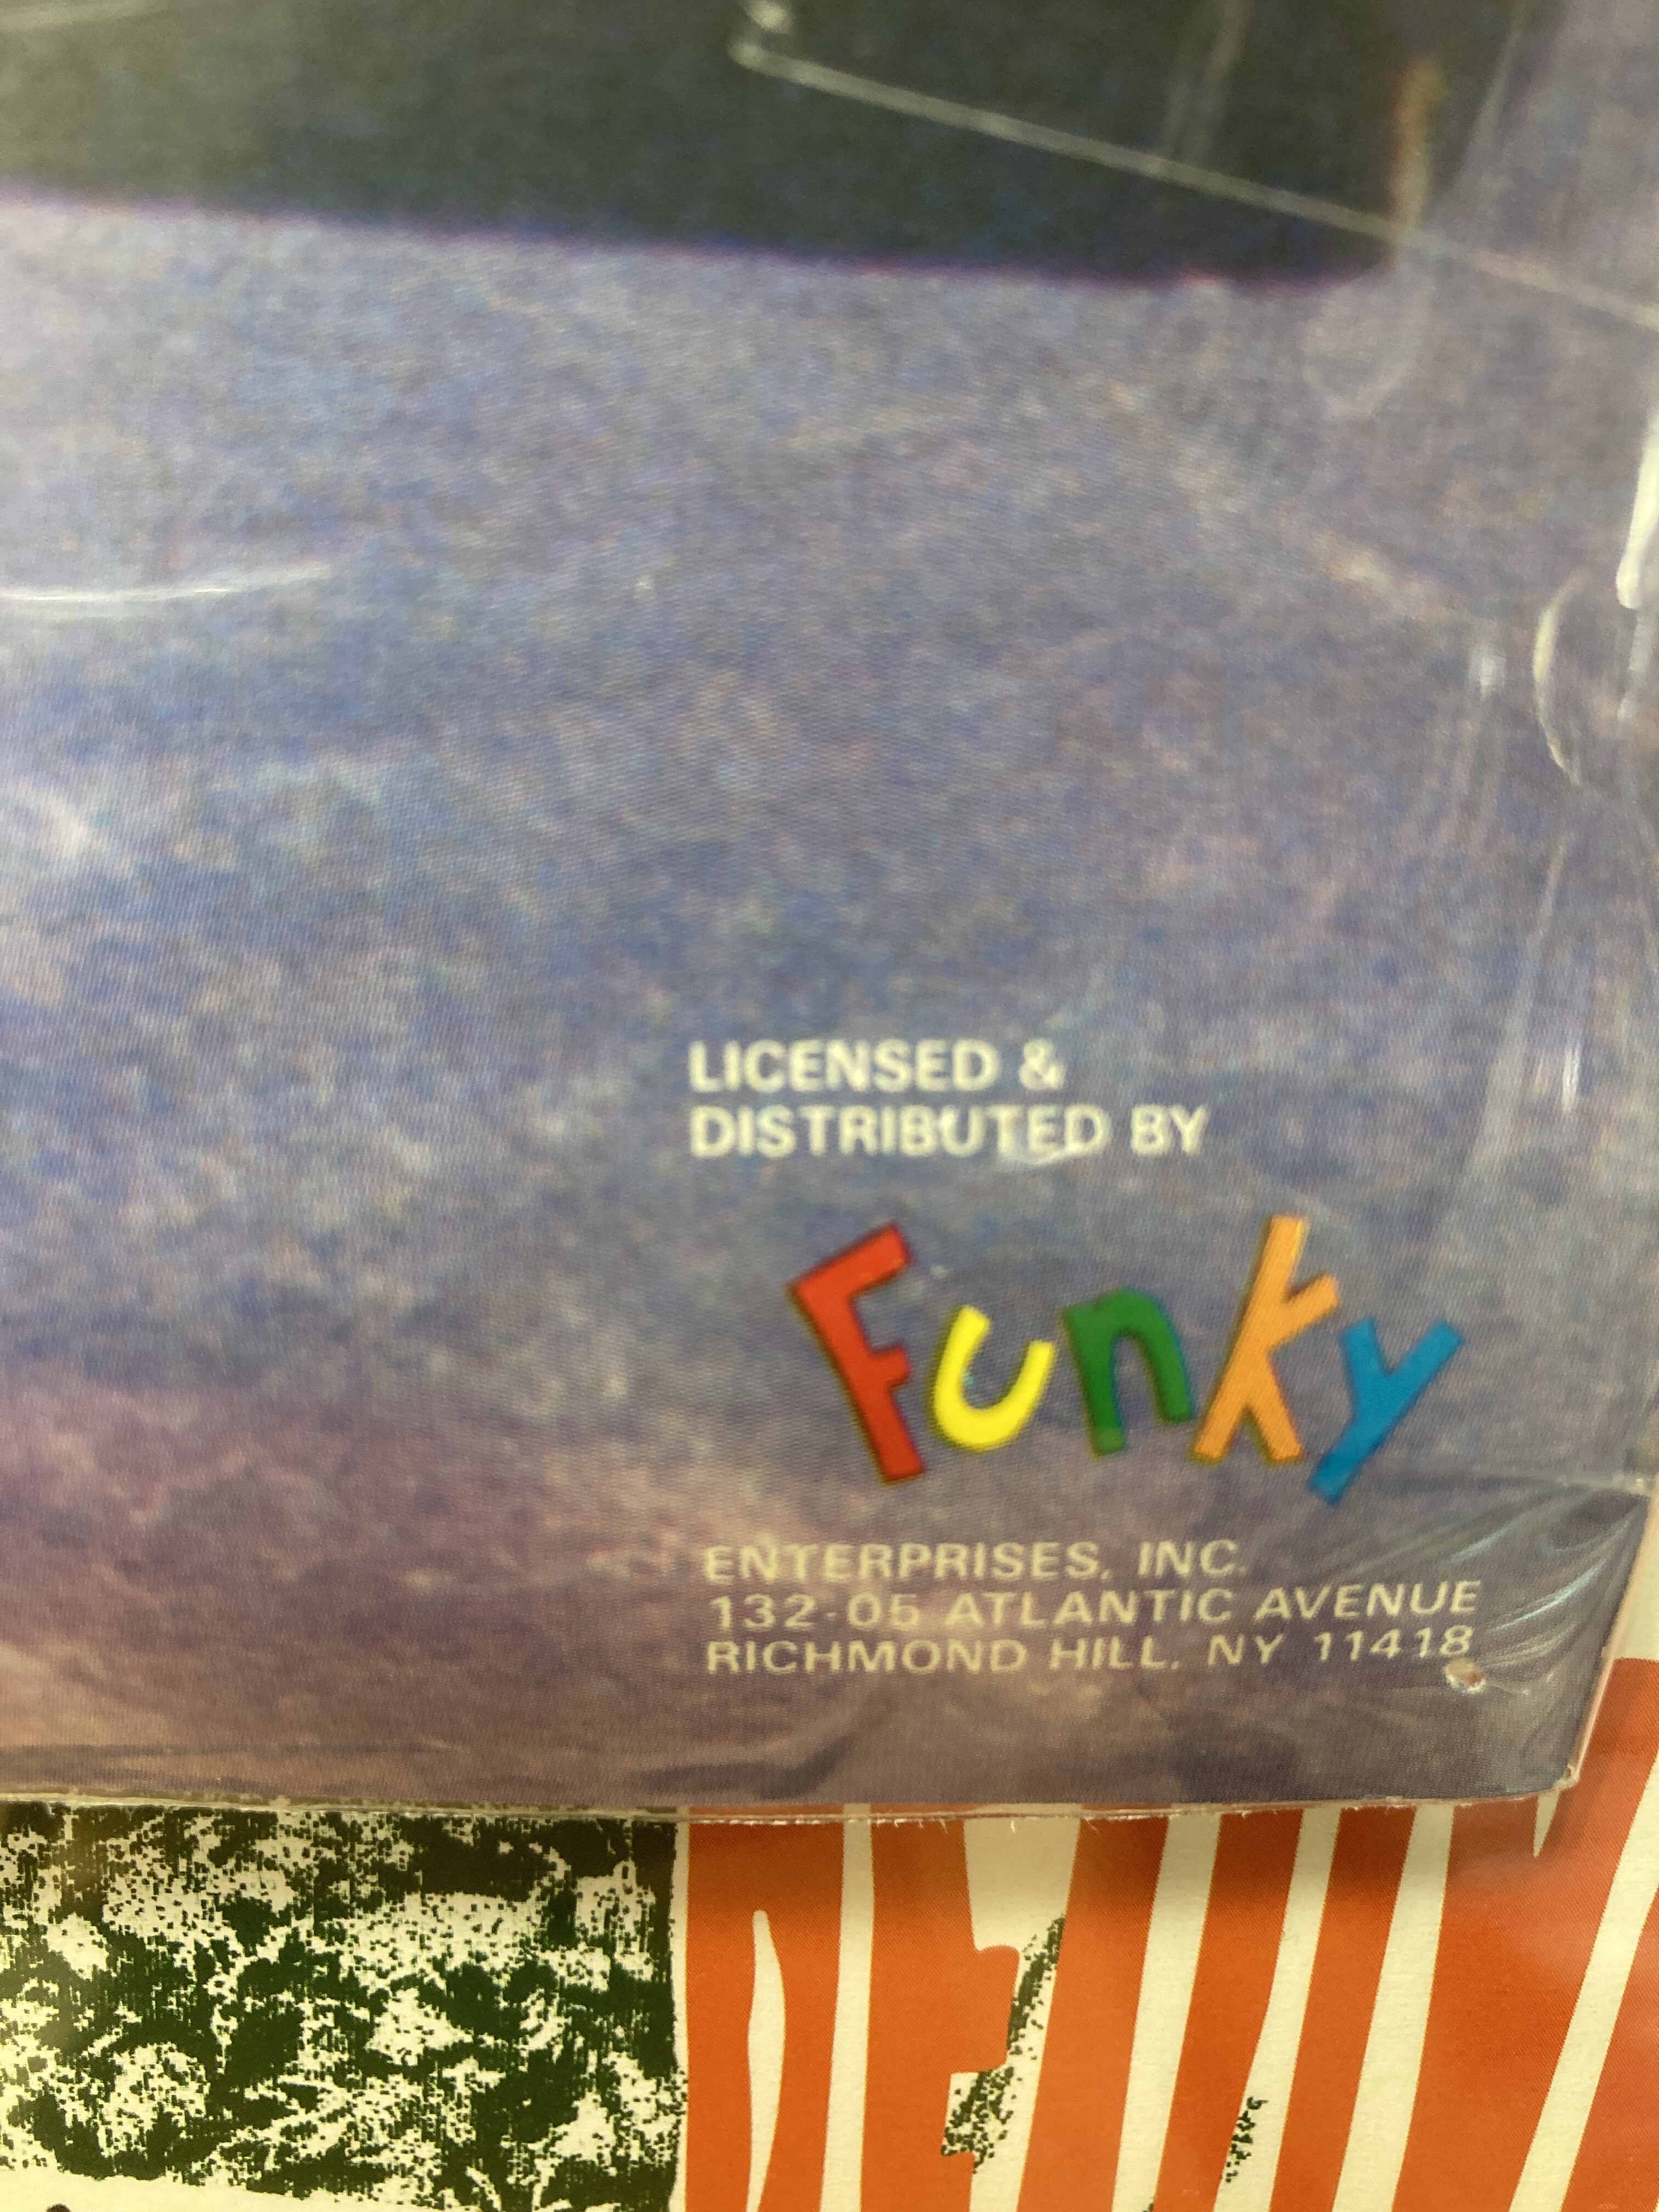 LICENSED &
DISTRIBUTED BY
Funky
ENTERPRISES, INC.
132-05 ATLANTIC AVENUE
RICHMOND HILL, NY 11418